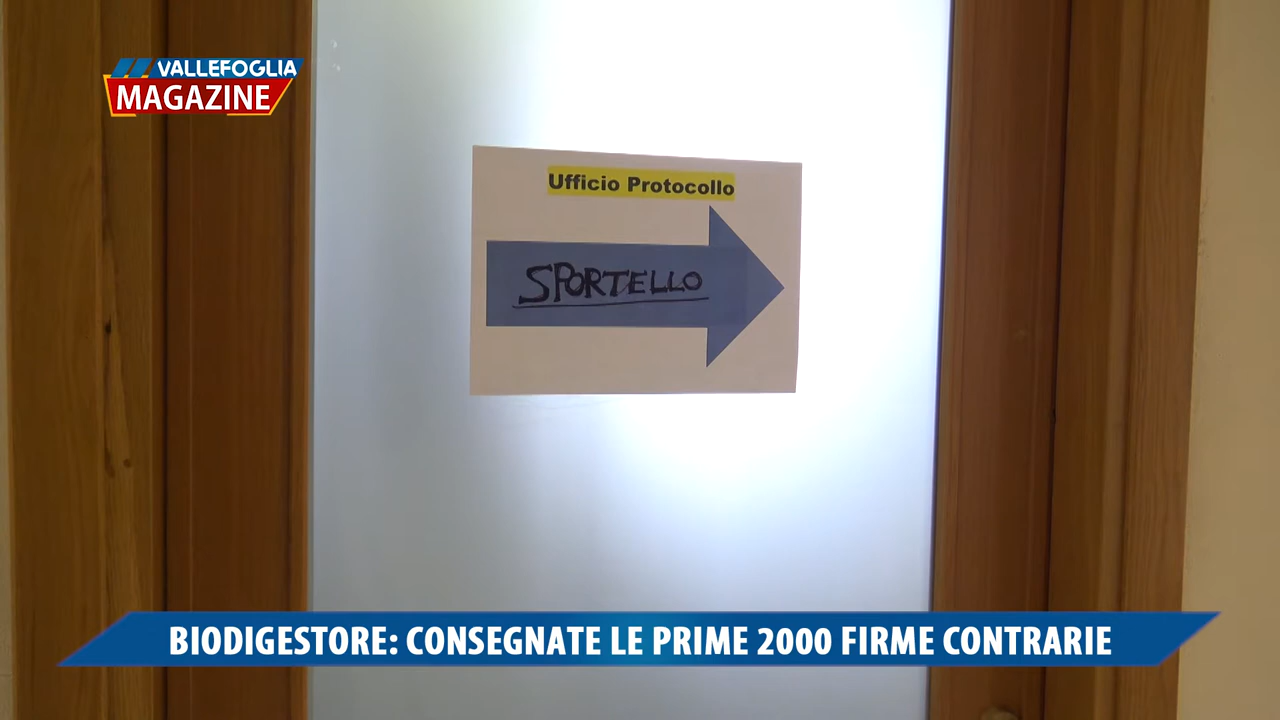 VALLEFOGLIA
MAGAZINE
Ufficio Protocollo
SPORTELLO
BIODIGESTORE: CONSEGNATE LE PRIME 2000 FIRME CONTRARIE